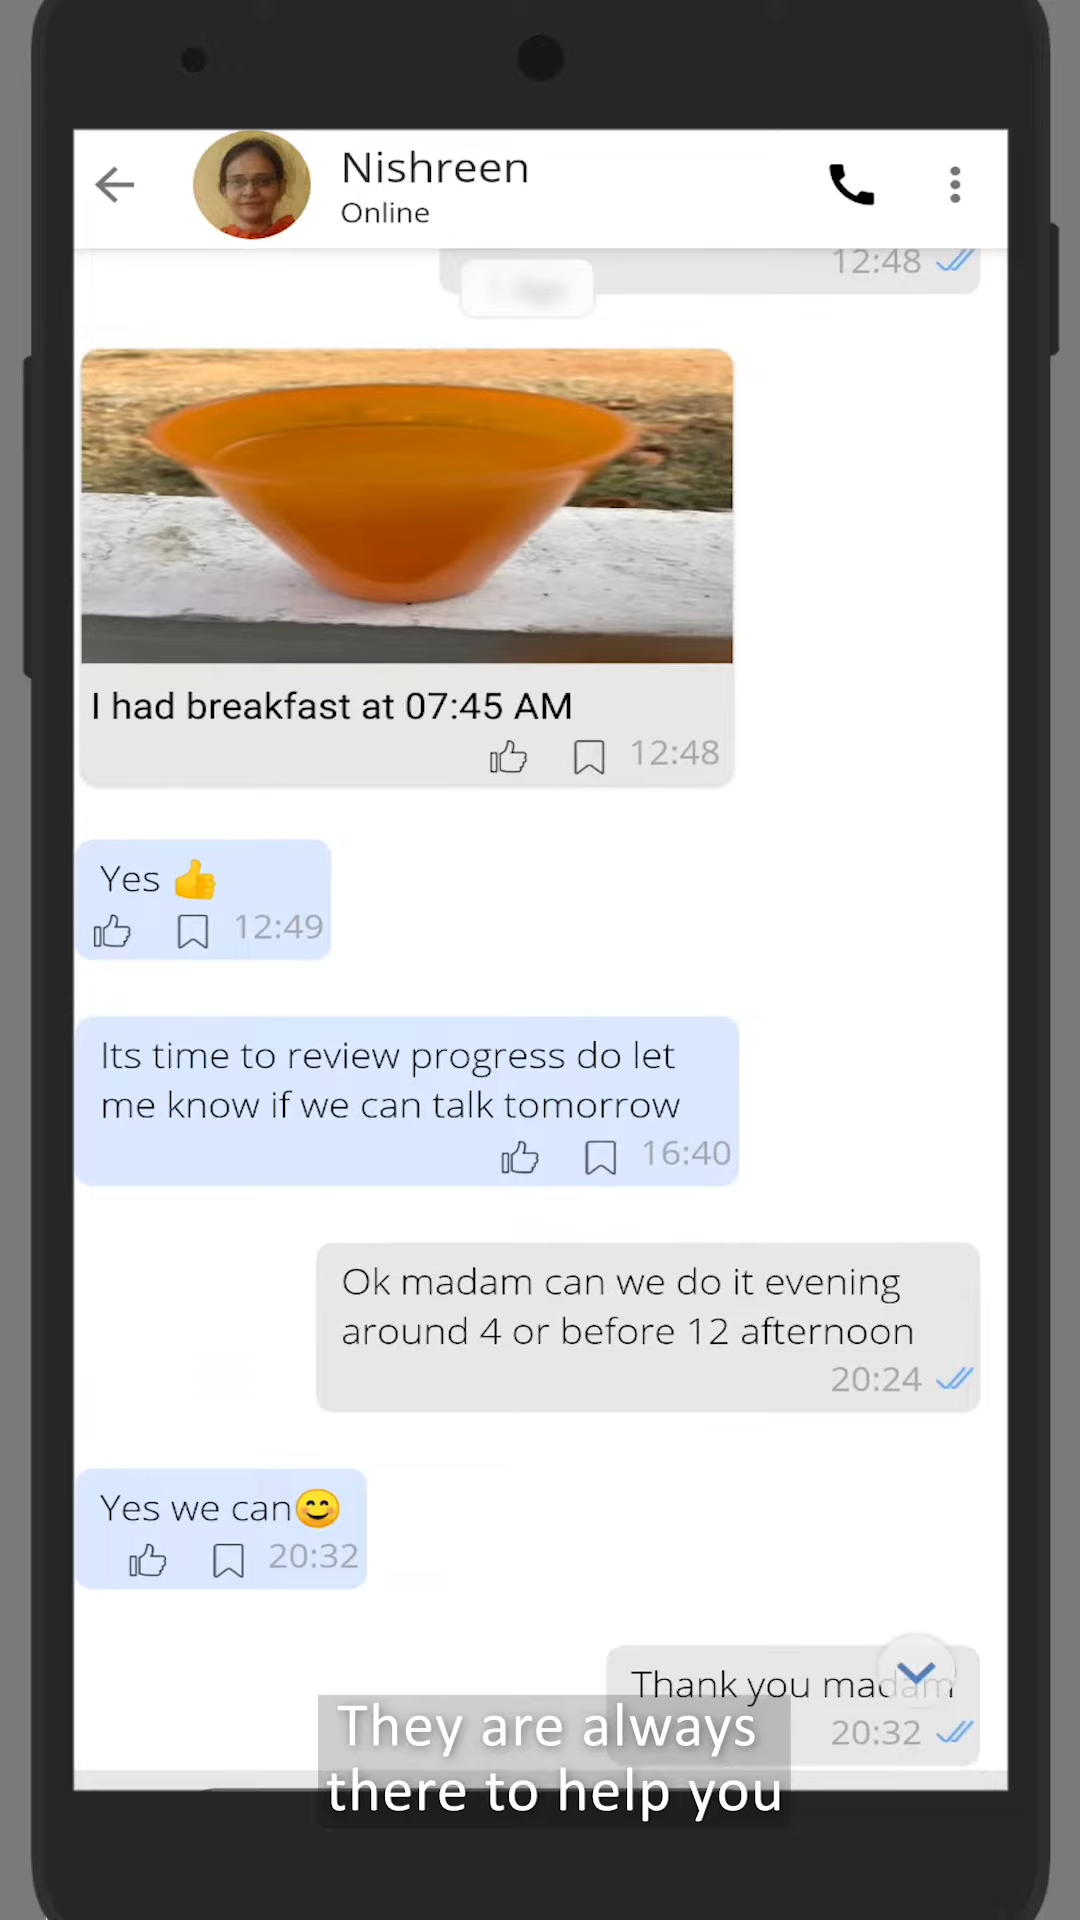 Nishreen
Online
12:48
I had breakfast at 07:45 AM
12:48
Yes 👍
12:49
Its time to review progress do let
me know if we can talk tomorrow
16:40
Ok madam can we do it evening
around 4 or before 12 afternoon
20:24
Yes we can😊
20:32
Thank you madam
20:32
They are always
there to help you